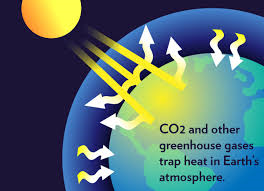 CO2 and other
greenhouse gases
trap heat in Earth's
atmosphere.